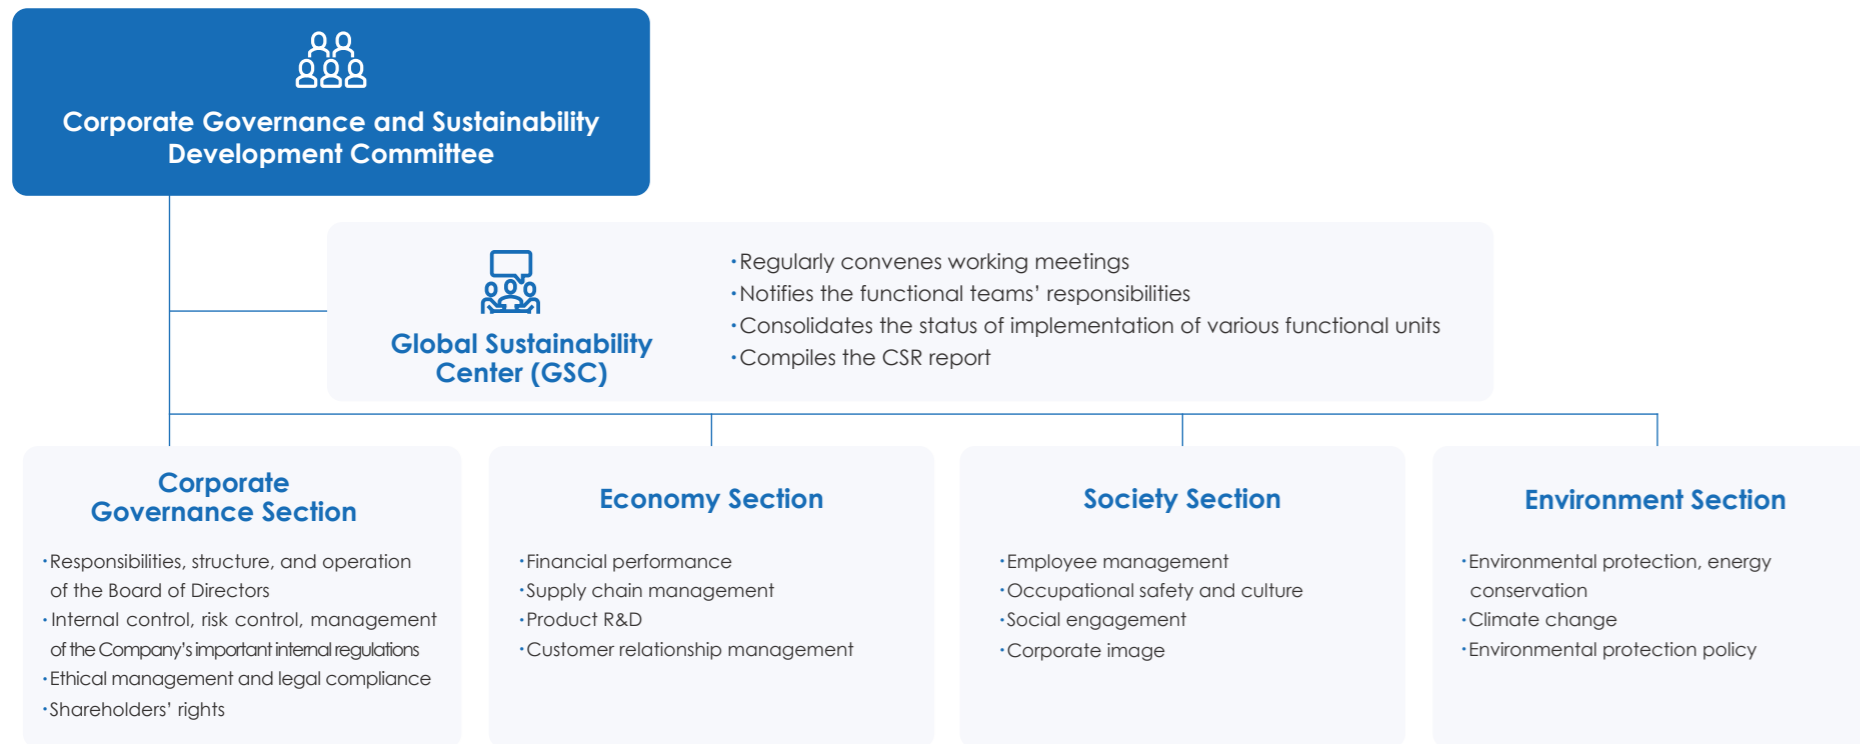 Corporate Governance and Sustainability
Development Committee
Global Sustainability
Center (GSC)
·Regularly convenes working meetings
·Notifies the functional teams’ responsibilities
·Consolidates the status of implementation of various functional units
·Compiles the CSR report
Corporate
Governance Section
·Responsibilities, structure, and operation
of the Board of Directors
·Internal control, risk control, management
of the Company’s important internal regulations
·Ethical management and legal compliance
·Shareholders’ rights
Economy Section
·Financial performance
·Supply chain management
·Product R&D
·Customer relationship management
Society Section
·Employee management
·Occupational safety and culture
·Social engagement
·Corporate image
Environment Section
·Environmental protection, energy
conservation
·Climate change
·Environmental protection policy